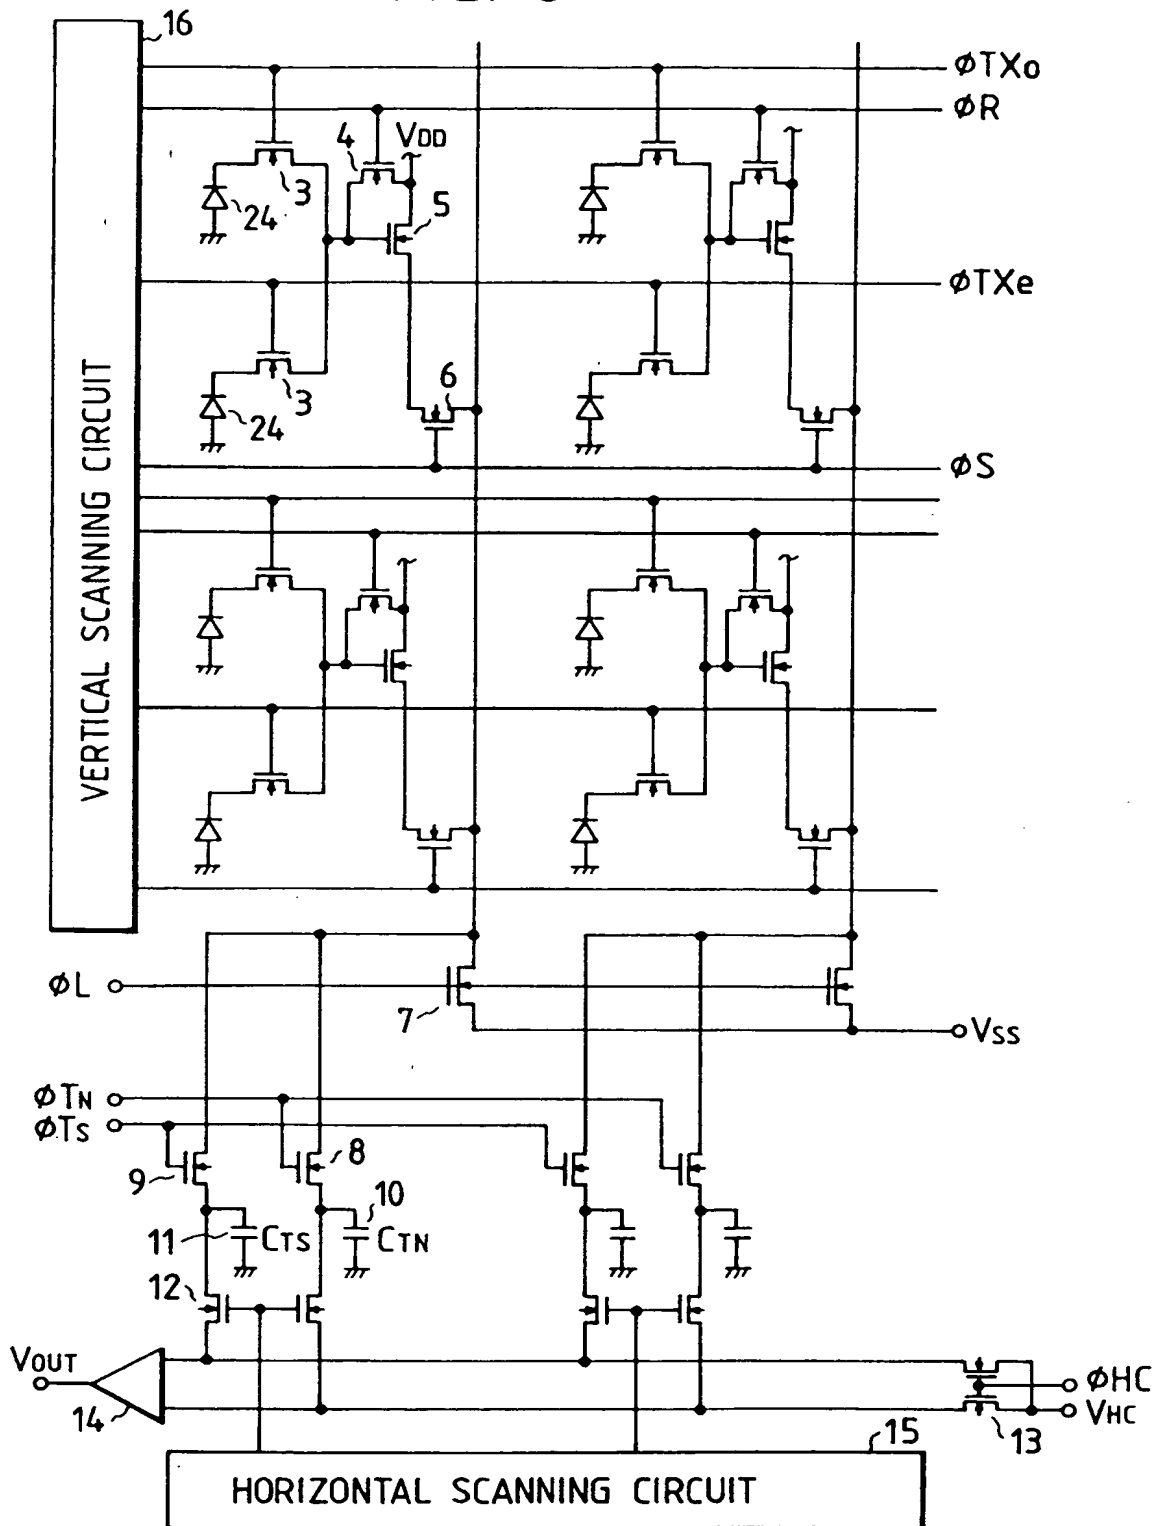 16
ϕTXo
ϕR
4 VDD
3
24
5
ϕTXe
6
3
24
ϕS
VERTICAL SCANNING CIRCUIT
ϕL
7
VSS
ϕTN
ϕTS
9
8
10
11 CTS CTN
12
VOUT
14
ϕHC
VHC
13
15
HORIZONTAL SCANNING CIRCUIT